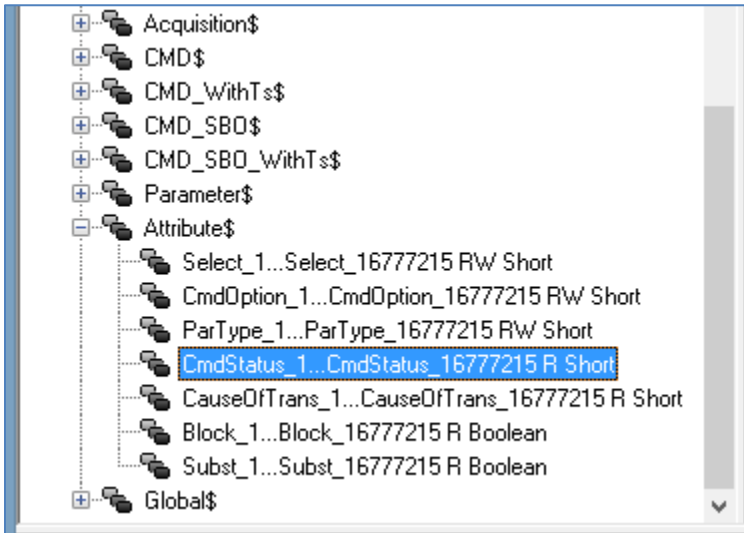 Acquisition$
CMD$
CMD_WithTs$
CMD_SBO$
CMD_SBO_WithTs$
Parameter$
Attribute$
Select_1...Select_16777215 RW Short
CmdOption_1...CmdOption_16777215 RW Short
ParType_1...ParType_16777215 RW Short
CmdStatus_1...CmdStatus_16777215 R Short
CauseOfTrans_1...CauseOfTrans_16777215 R Short
Block_1...Block_16777215 R Boolean
Subst_1...Subst_16777215 R Boolean
Global$